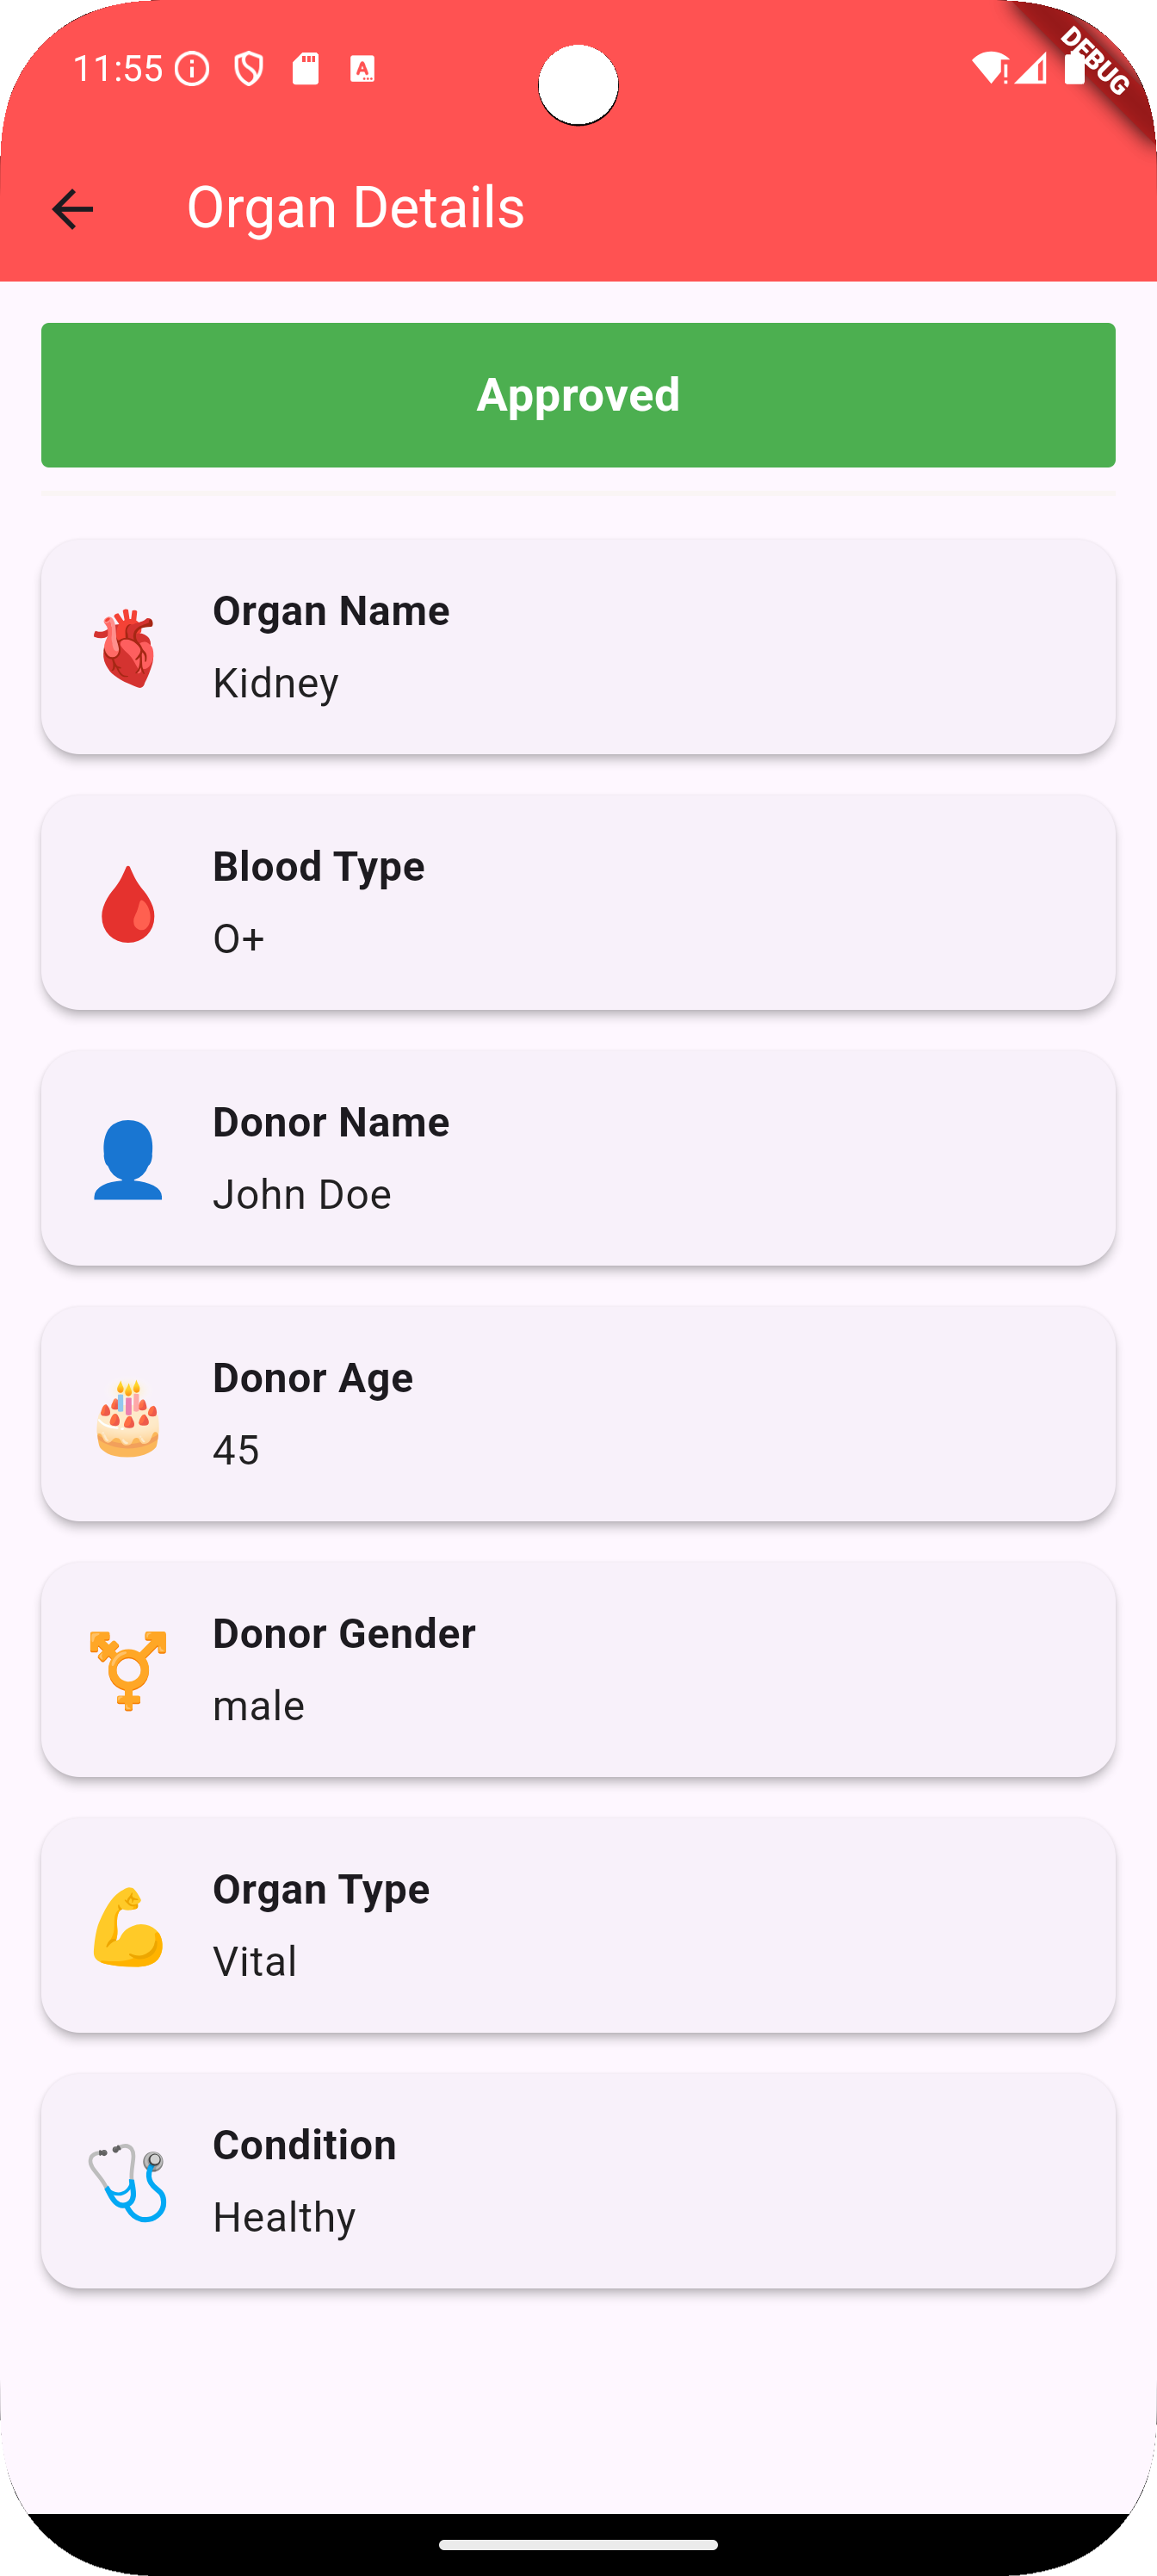 11:55
DEBUG
Organ Details
Approved
Organ Name
Kidney
Blood Type
O+
Donor Name
John Doe
Donor Age
45
Donor Gender
male
Organ Type
Vital
Condition
Healthy